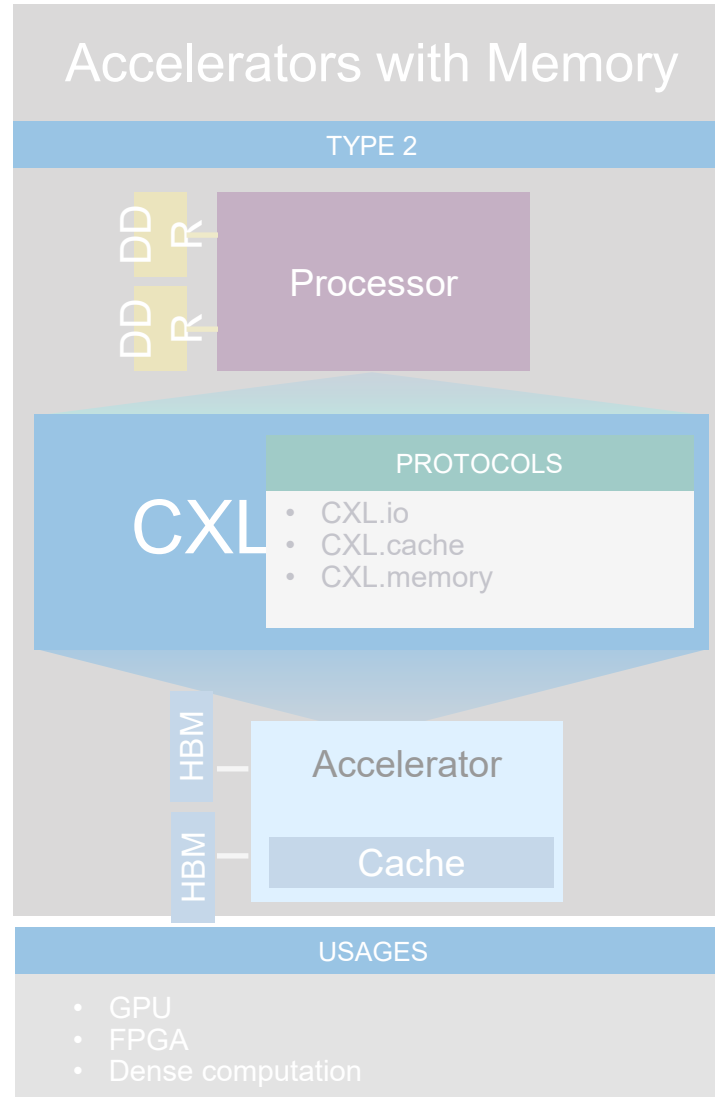 Accelerators with Memory
TYPE 2
DD
R
DD
R
Processor
CXL
PROTOCOLS
• CXL.io
• CXL.cache
• CXL.memory
HBM
HBM
Accelerator
Cache
USAGES
• GPU
• FPGA
• Dense computation